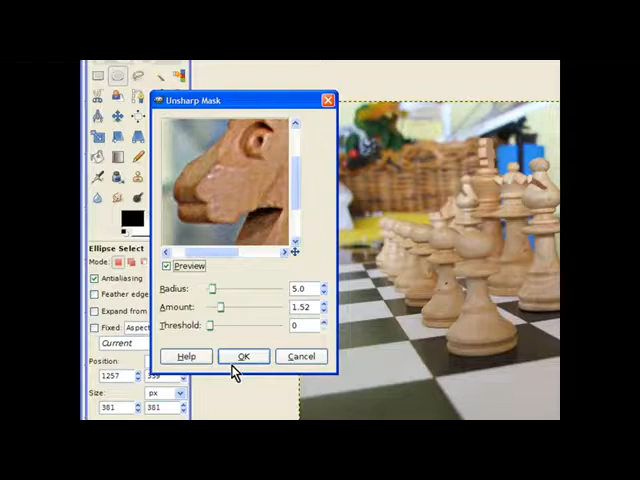 Unsharp Mask
Preview
Radius: 5.0
Amount: 1.52
Threshold: 0
Help OK Cancel
Ellipse Select
Mode:
Antialiasing
Feather edge
Expand from
Fixed: Aspect
Current
Position:
1257
Size: px
381 381